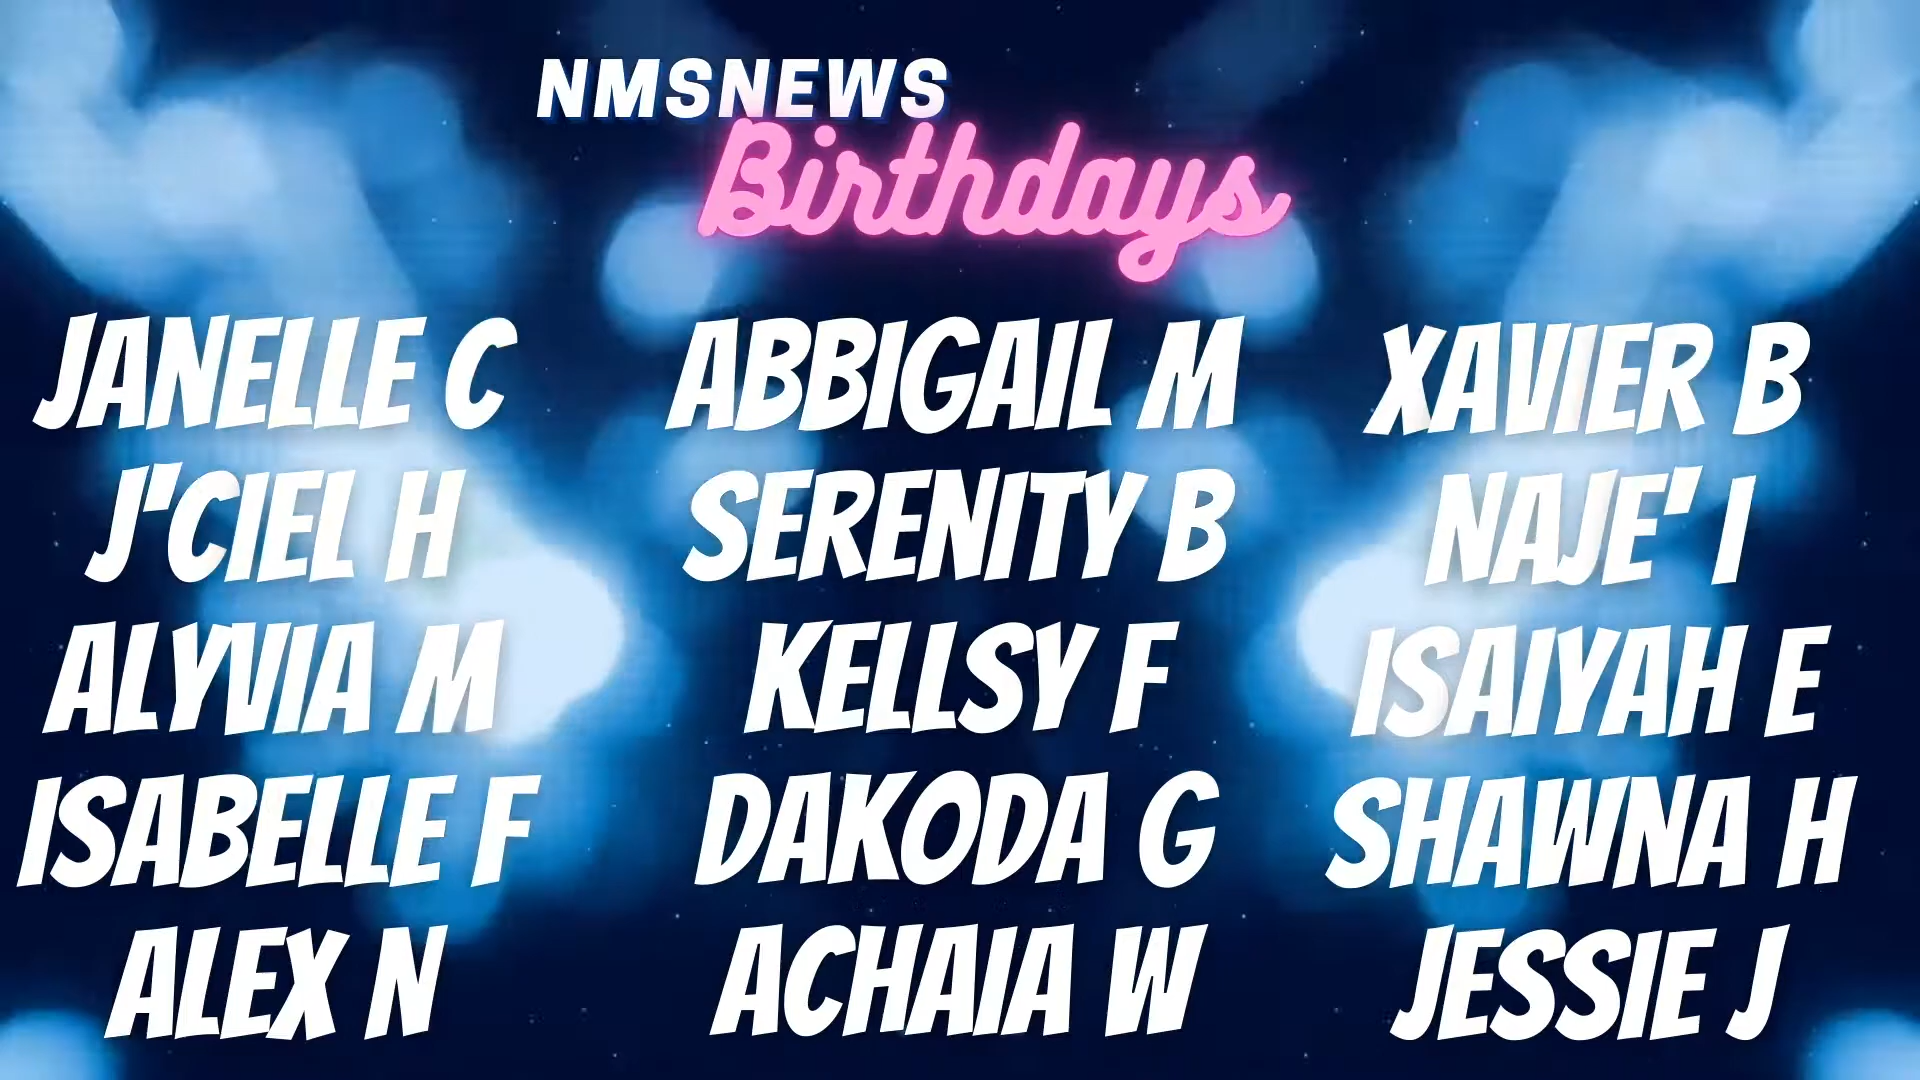 NMSNEWS
Birthdays
JANELLE C
J'CIEL H
ALYVIA M
ISABELLE F
ALEX N
ABBIGAIL M
SERENITY B
KELLSY F
DAKODA G
ACHAIA W
XAVIER B
NAJE' I
ISAIYAH E
SHAWNA H
JESSIE J